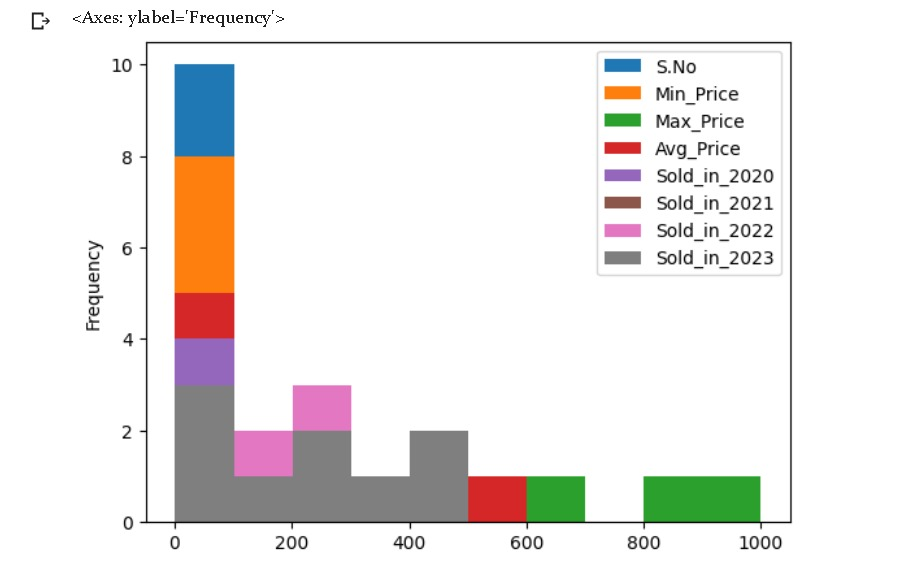 <Axes: ylabel='Frequency'>
10
8
6
4
2
0
Frequency
S.No
Min_Price
Max_Price
Avg_Price
Sold_in_2020
Sold_in_2021
Sold_in_2022
Sold_in_2023
0 200 400 600 800 1000